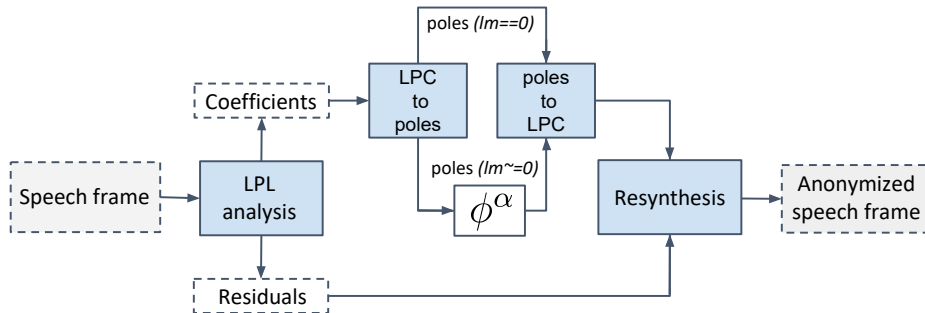 poles (Im==0)
LPC
to
poles
poles
to
LPC
Coefficients
poles (Im~=0)
Speech frame
LPL
analysis
ϕ^α
Resynthesis
Anonymized
speech frame
Residuals